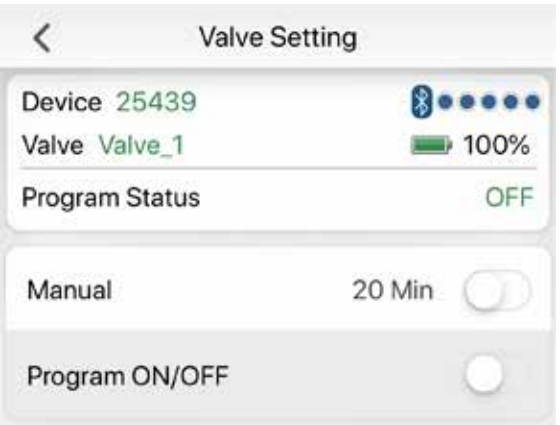 Valve Setting
Device 25439
Valve Valve_1 100%
Program Status OFF
Manual 20 Min
Program ON/OFF